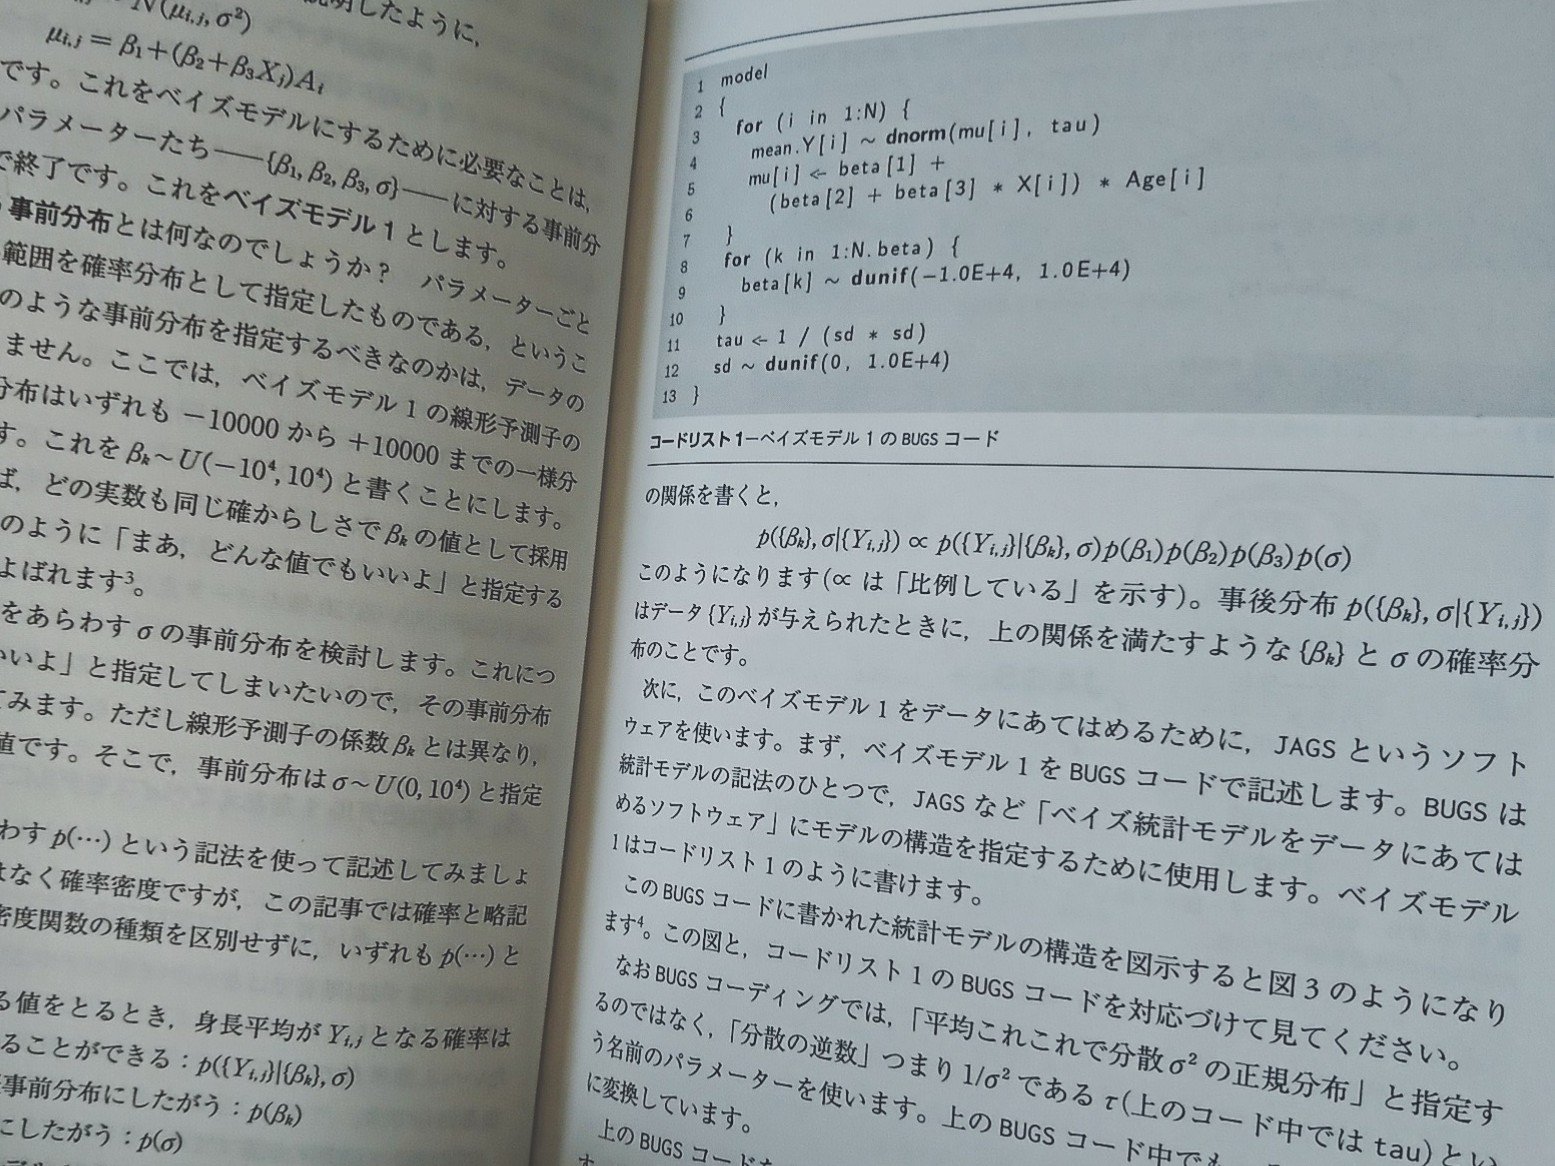 説明したように,
N(μi,j, σ²)
μi,j = β₁+(β₂+β₃Xi)Ai
です。これをベイズモデルにするために必要なことは,
パラメーターたち——{β₁, β₂, β₃, σ}——に対する事前分
で終了です。これをベイズモデル1とします。
事前分布とは何なのでしょうか? パラメーターごと
範囲を確率分布として指定したものである, というこ
のような事前分布を指定するべきなのかは, データの
ません。ここでは, ベイズモデル1の線形予測子の
分布はいずれも −10000 から +10000 までの一様分
す。これを βk~U(−10⁴, 10⁴) と書くことにします。
ば, どの実数も同じ確からしさで βk の値として採用
のように「まあ, どんな値でもいいよ」と指定する
よばれます³。
をあらわす σ の事前分布を検討します。これにつ
いいよ」と指定してしまいたいので, その事前分布
てみます。ただし線形予測子の係数 βk とは異なり,
値です。そこで, 事前分布は σ~U(0, 10⁴) と指定
わす p(…) という記法を使って記述してみましょ
はなく確率密度ですが, この記事では確率と略記
密度関数の種類を区別せずに, いずれも p(…) と
る値をとるとき, 身長平均が Yi,j となる確率は
ることができる : p({Yi,j}|{βk}, σ)
事前分布にしたがう : p(βk)
にしたがう : p(σ)
1 model
2 {
3 for (i in 1:N) {
4 mean.Y[i] ~ dnorm(mu[i], tau)
5 mu[i] <- beta[1] +
6 (beta[2] + beta[3] * X[i]) * Age[i]
7 }
8 for (k in 1:N.beta) {
9 beta[k] ~ dunif(-1.0E+4, 1.0E+4)
10 }
11 tau <- 1 / (sd * sd)
12 sd ~ dunif(0, 1.0E+4)
13 }
コードリスト1—ベイズモデル1のBUGSコード
の関係を書くと,
p({βk}, σ|{Yi,j}) ∝ p({Yi,j}|{βk}, σ)p(β₁)p(β₂)p(β₃)p(σ)
このようになります(∝ は「比例している」を示す)。事後分布 p({βk}, σ|{Yi,j})
はデータ {Yi,j} が与えられたときに, 上の関係を満たすような {βk} と σ の確率分
布のことです。
次に, このベイズモデル1をデータにあてはめるために, JAGS というソフト
ウェアを使います。まず, ベイズモデル1を BUGS コードで記述します。BUGS は
統計モデルの記法のひとつで, JAGS など「ベイズ統計モデルをデータにあては
めるソフトウェア」にモデルの構造を指定するために使用します。ベイズモデル
1はコードリスト1のように書けます。
この BUGS コードに書かれた統計モデルの構造を図示すると図3のようになり
ます⁴。この図と, コードリスト1の BUGS コードを対応づけて見てください。
なお BUGS コーディングでは, 「平均これこれで分散 σ² の正規分布」と指定す
るのではなく, 「分散の逆数」つまり 1/σ² である τ(上のコード中では tau)とい
う名前のパラメーターを使います。上の BUGS コード中でも,
に変換しています。
上の BUGS コードを